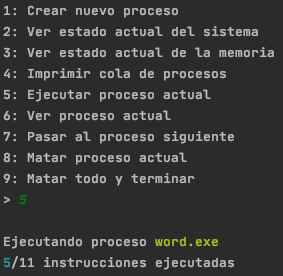 1: Crear nuevo proceso
2: Ver estado actual del sistema
3: Ver estado actual de la memoria
4: Imprimir cola de procesos
5: Ejecutar proceso actual
6: Ver proceso actual
7: Pasar al proceso siguiente
8: Matar proceso actual
9: Matar todo y terminar
> 5
Ejecutando proceso word.exe
5/11 instrucciones ejecutadas